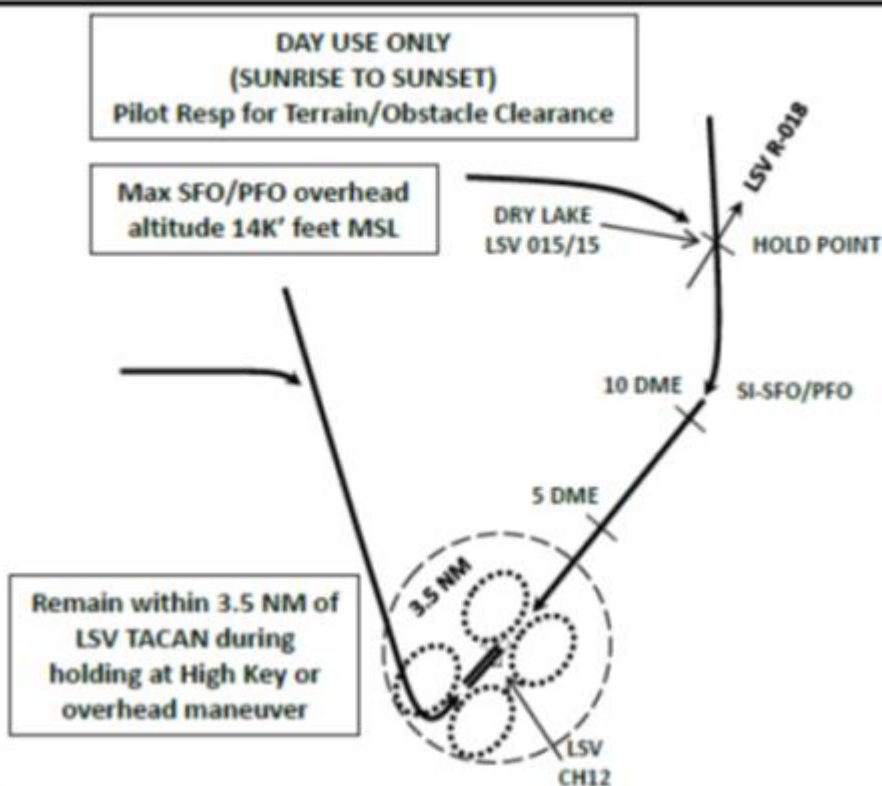 DAY USE ONLY
(SUNRISE TO SUNSET)
Pilot Resp for Terrain/Obstacle Clearance
Max SFO/PFO overhead
altitude 14K' feet MSL
LSV R-018
DRY LAKE
LSV 015/15
HOLD POINT
10 DME
SI-SFO/PFO
5 DME
3.5 NM
Remain within 3.5 NM of
LSV TACAN during
holding at High Key or
overhead maneuver
LSV
CH12